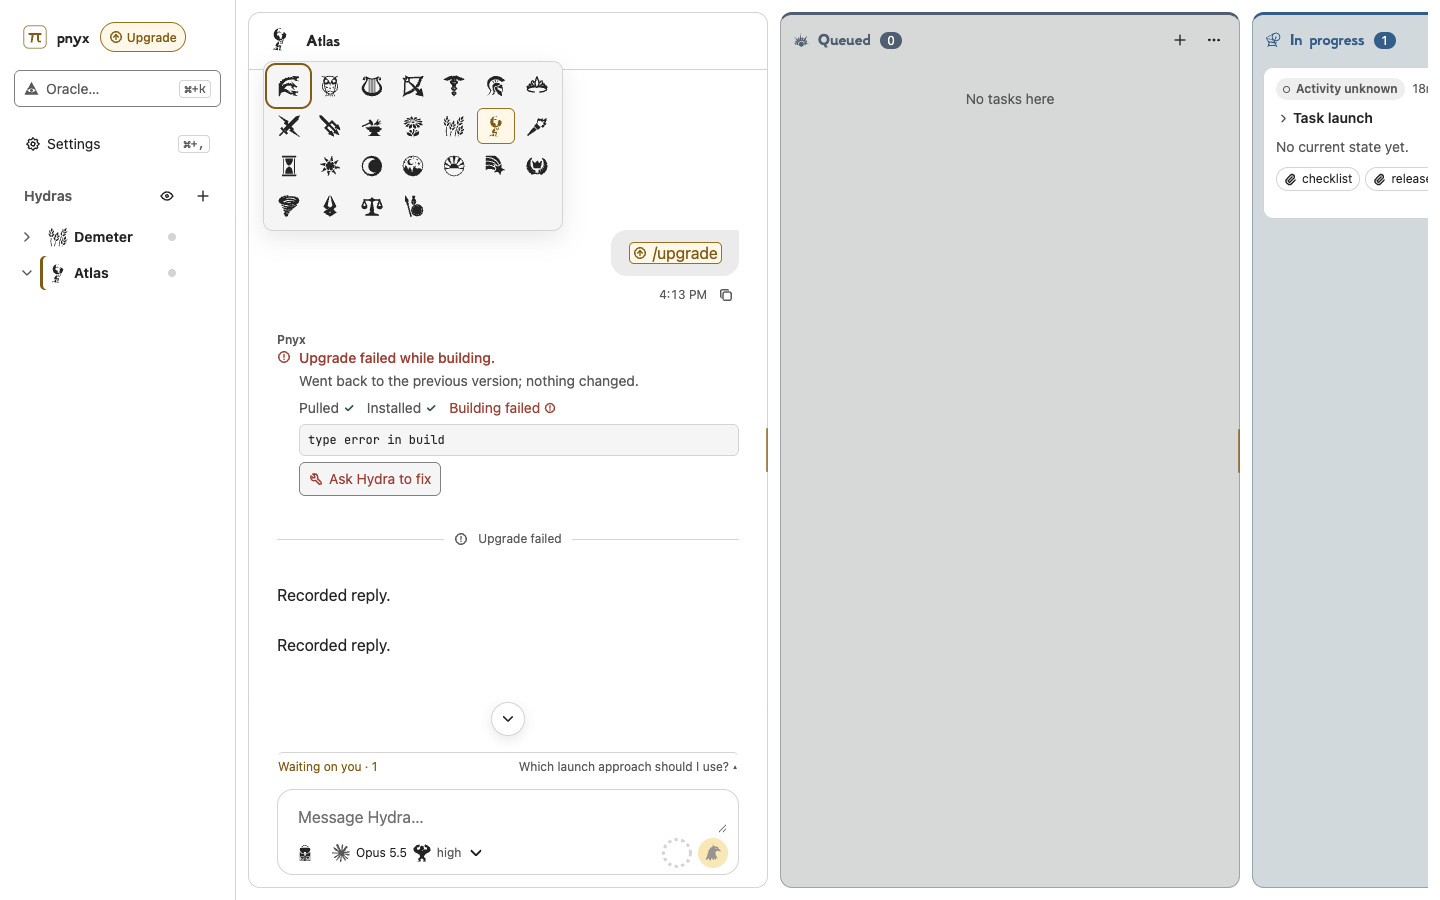 pnyx
Upgrade
Oracle...
⌘+K
Settings
⌘+,
Hydras
Demeter
Atlas
Atlas
/upgrade
4:13 PM
Pnyx
Upgrade failed while building.
Went back to the previous version; nothing changed.
Pulled Installed Building failed
type error in build
Ask Hydra to fix
Upgrade failed
Recorded reply.
Recorded reply.
Waiting on you · 1 Which launch approach should I use?
Message Hydra...
Opus 5.5 high
Queued 0
No tasks here
In progress 1
Activity unknown
Task launch
No current state yet.
checklist release